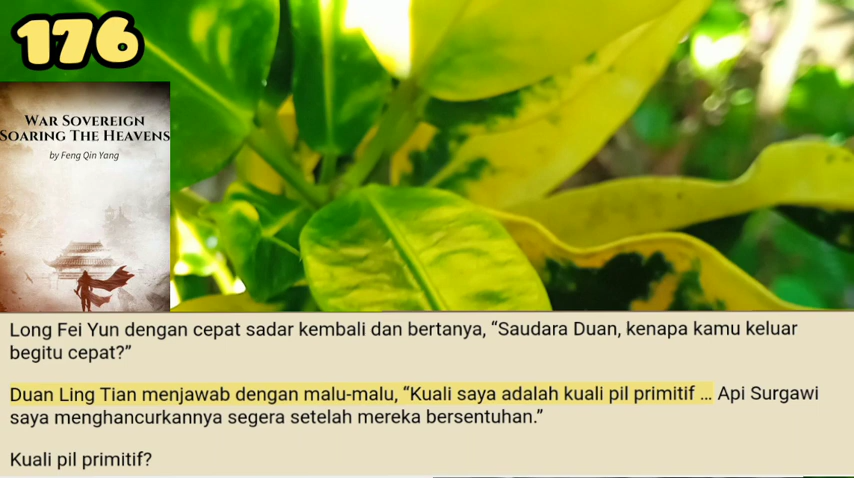 176
WAR SOVEREIGN
SOARING THE HEAVENS
by Feng Qin Yang
Long Fei Yun dengan cepat sadar kembali dan bertanya, “Saudara Duan, kenapa kamu keluar
begitu cepat?”
Duan Ling Tian menjawab dengan malu-malu, “Kuali saya adalah kuali pil primitif ... Api Surgawi
saya menghancurkannya segera setelah mereka bersentuhan.”
Kuali pil primitif?